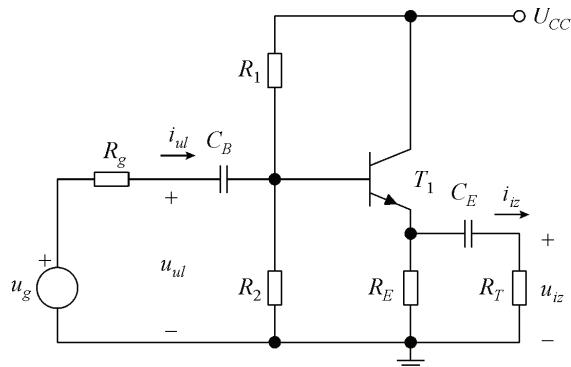 U_CC
R_1
i_ul
C_B
R_g
T_1
C_E
i_iz
+
+
+
u_g
u_ul
R_2
R_E
R_T
u_iz
−
−